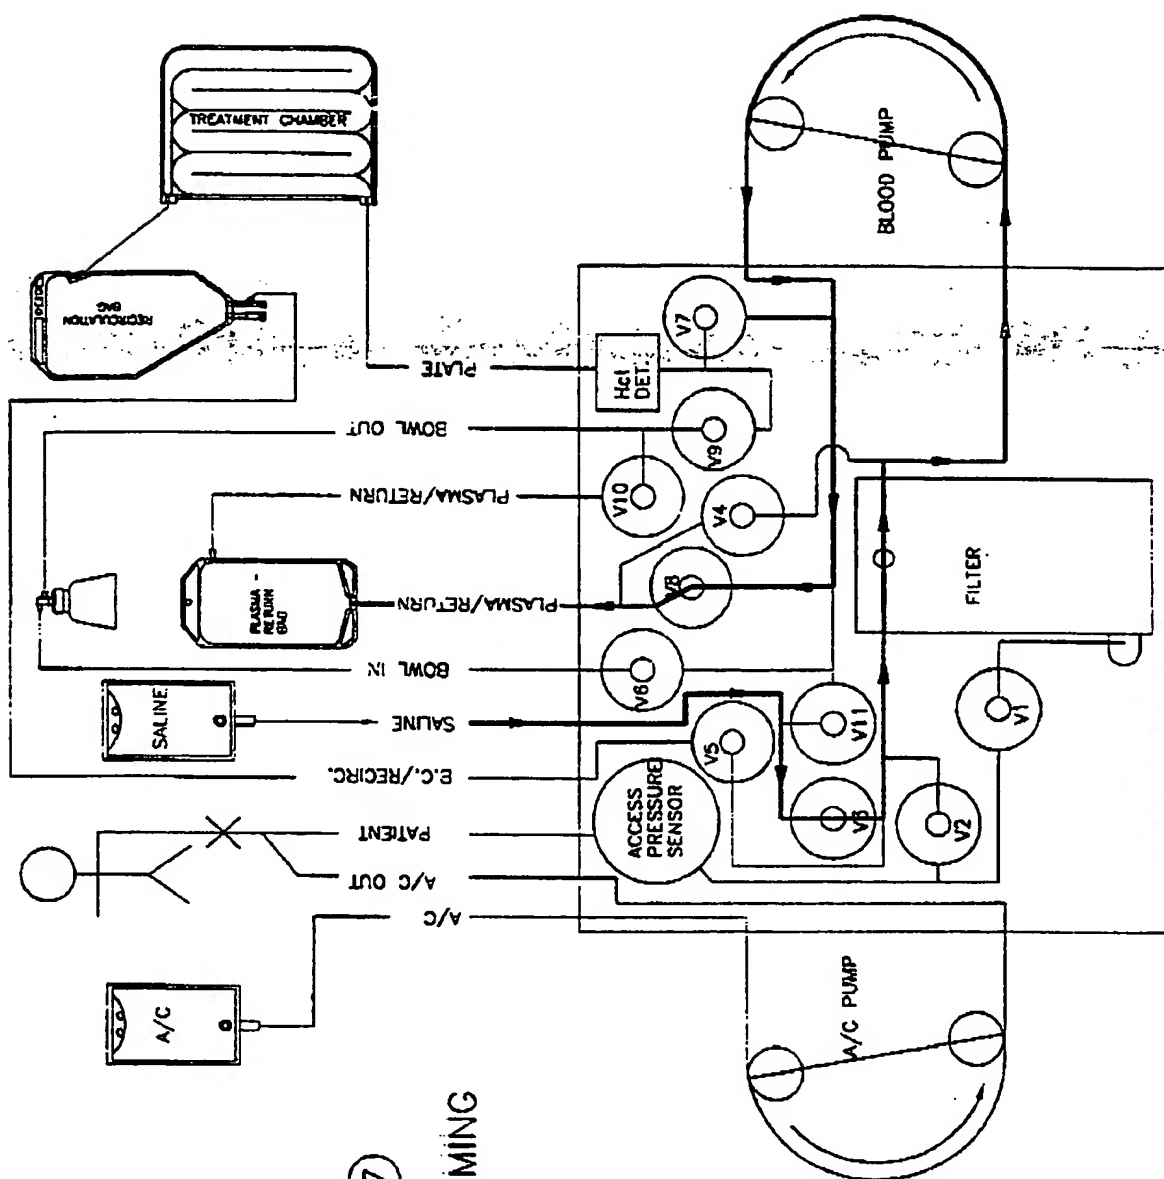 TREATMENT CHAMBER
RECIRCULATION
BAG
BLOOD PUMP
PLATE
Hct
DET.
V7
BOWL OUT
V9
PLASMA/RETURN
V10
V4
PLASMA -
RETURN
BAG
PLASMA/RETURN
V8
FILTER
BOWL IN
V6
SALINE
SALINE
V5
V11
V1
E.C./RECIRC.
ACCESS
PRESSURE
SENSOR
V3
V2
PATIENT
A/C OUT
A/C
A/C
A/C PUMP
7
MING